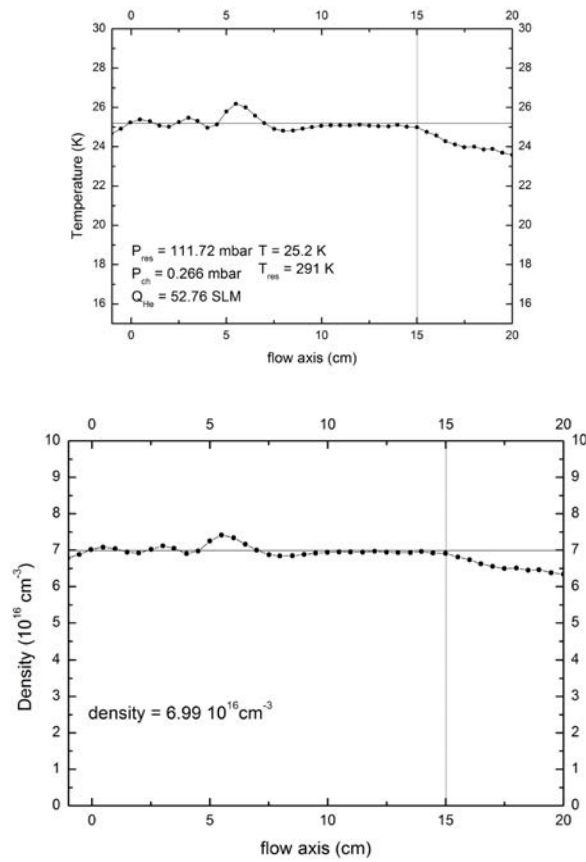 0 5 10 15 20
30 30
28 28
26 26
24 24
22 22
20 20
18 18
16 16
Temperature (K)
P_res = 111.72 mbar T = 25.2 K
P_ch = 0.266 mbar T_res = 291 K
Q_He = 52.76 SLM
0 5 10 15 20
flow axis (cm)
0 5 10 15 20
10 10
9 9
8 8
7 7
6 6
5 5
4 4
3 3
2 2
1 1
0 0
Density (10^16 cm^-3)
density = 6.99 10^16 cm^-3
0 5 10 15 20
flow axis (cm)